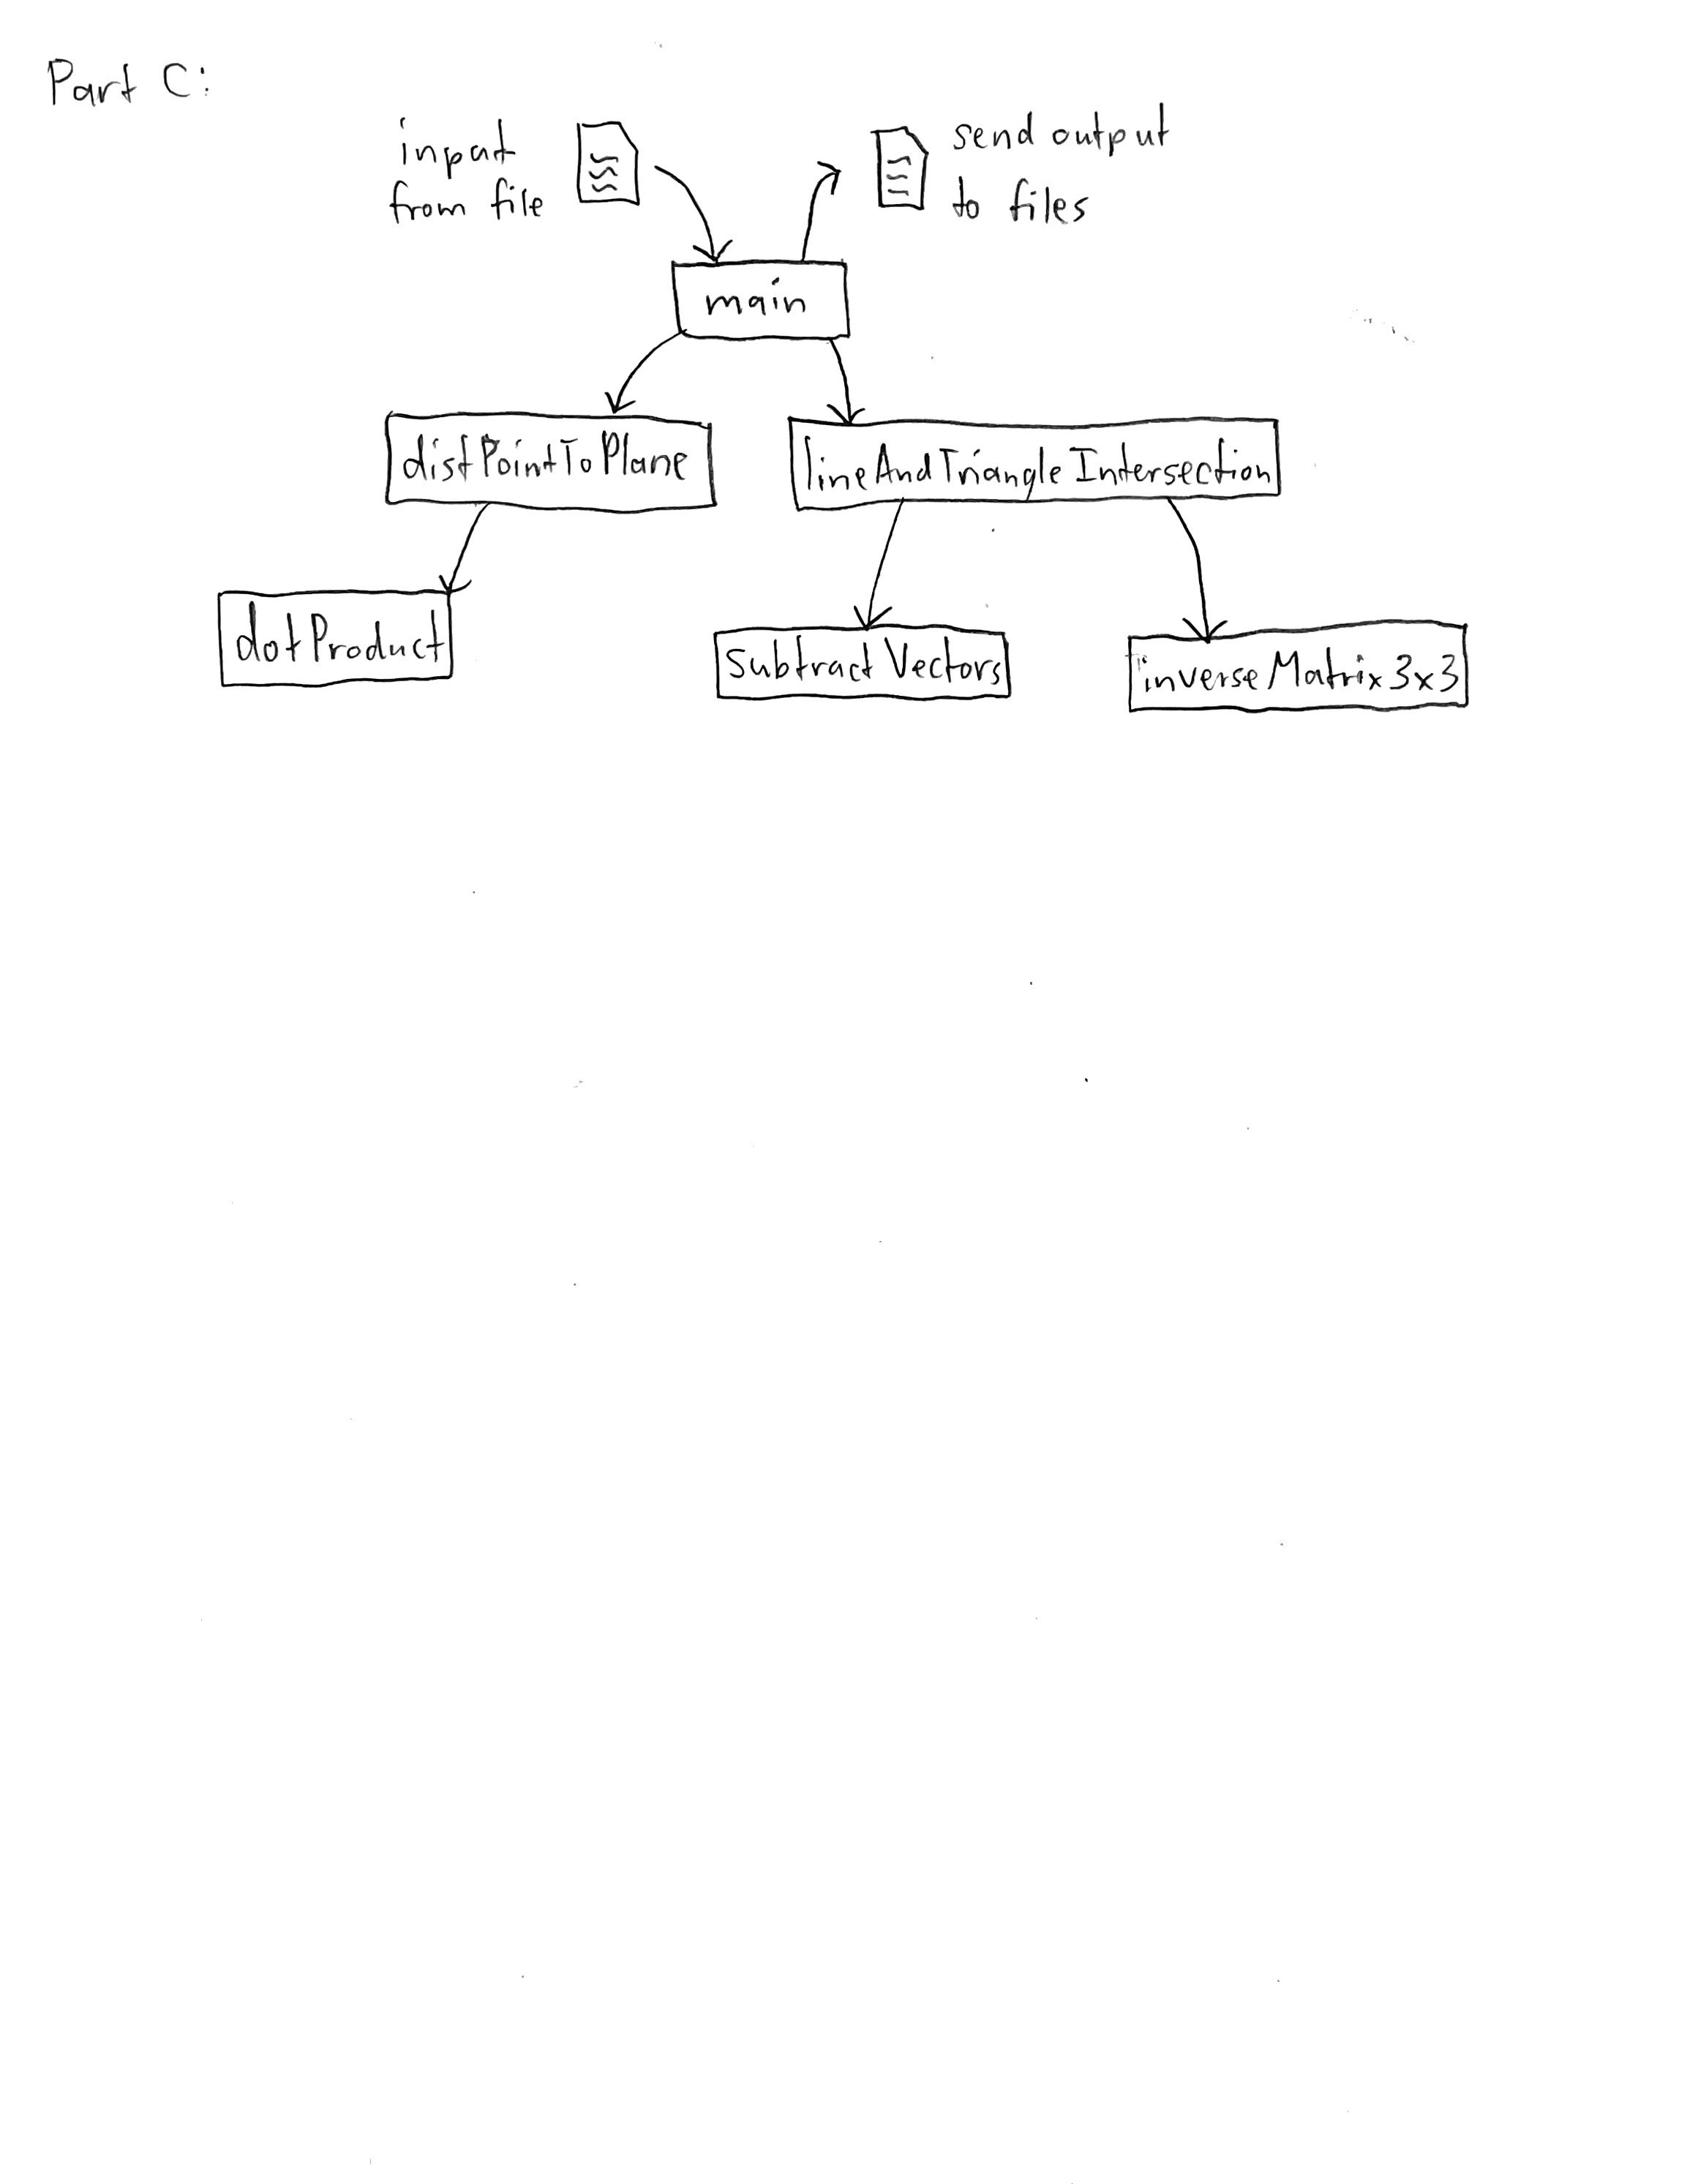 Part C:
input
from file
send output
to files
main
distPointToPlane
lineAndTriangleIntersection
dotProduct
subtractVectors
inverseMatrix3x3